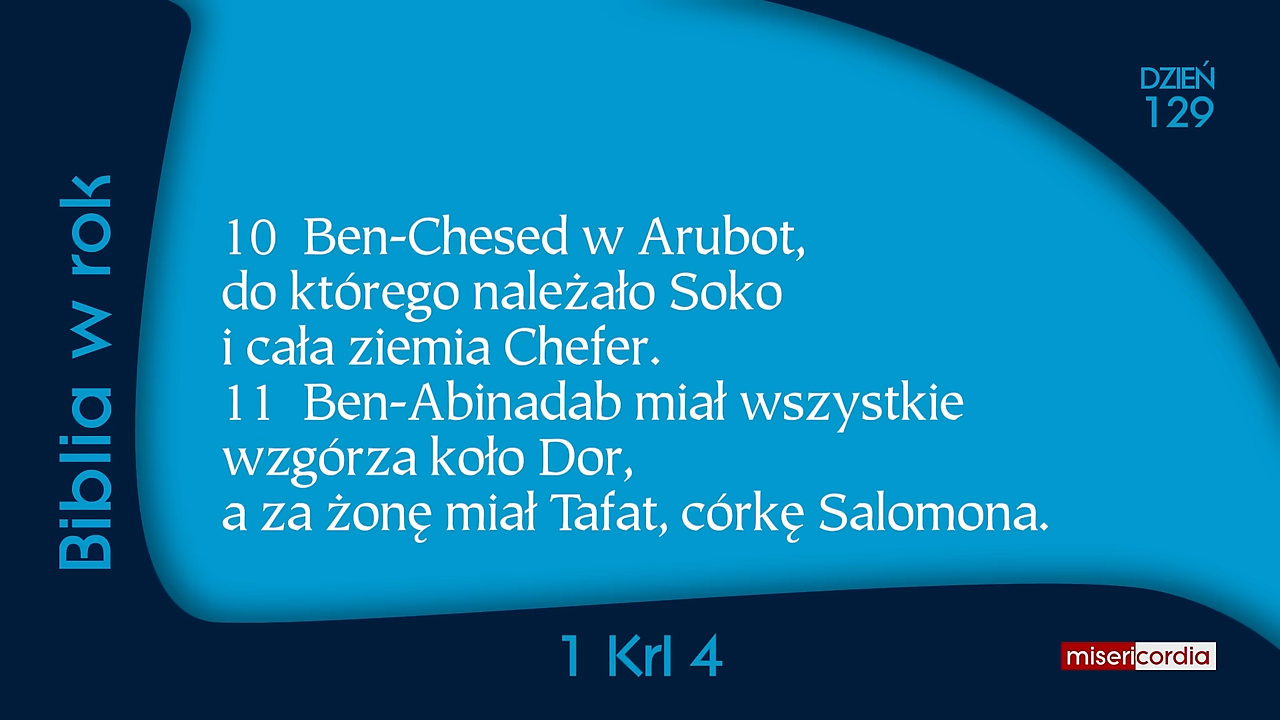 DZIEŃ
129
Biblia w rok
10 Ben-Chesed w Arubot,
do którego należało Soko
i cała ziemia Chefer.
11 Ben-Abinadab miał wszystkie
wzgórza koło Dor,
a za żonę miał Tafat, córkę Salomona.
1 Krl 4
misericordia